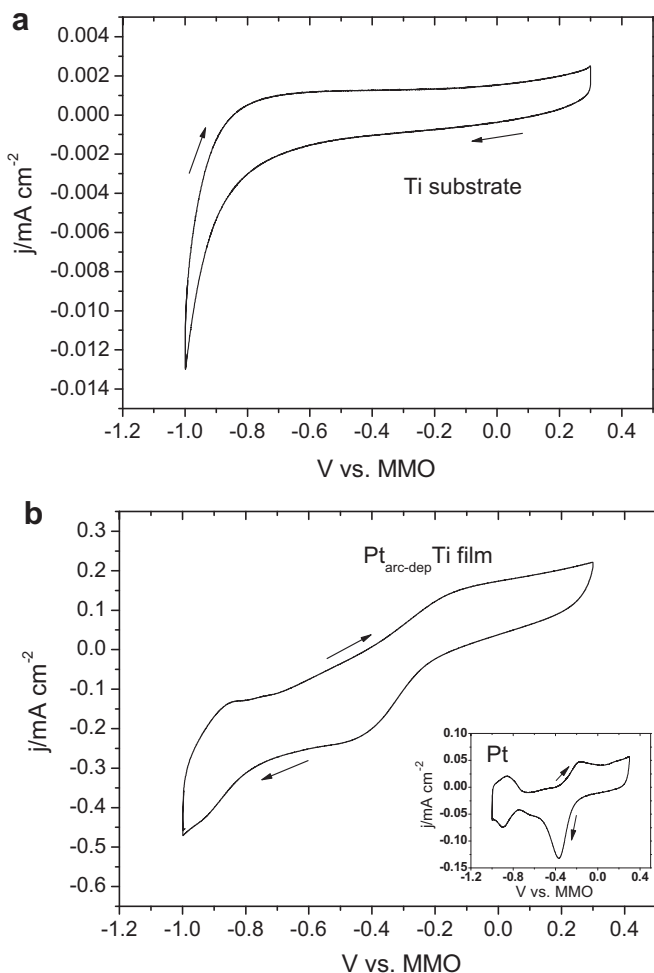 a
0.004
0.002
0.000
-0.002
-0.004
-0.006
-0.008
-0.010
-0.012
-0.014
j/mA cm-2
Ti substrate
-1.2 -1.0 -0.8 -0.6 -0.4 -0.2 0.0 0.2 0.4
V vs. MMO
b
0.3
0.2
0.1
0.0
-0.1
-0.2
-0.3
-0.4
-0.5
-0.6
j/mA cm-2
Ptarc-depTi film
Pt
0.10
0.05
0.00
-0.05
-0.10
-0.15
j/mA cm-2
-1.2 -0.8 -0.4 0.0 0.4
V vs. MMO
-1.2 -1.0 -0.8 -0.6 -0.4 -0.2 0.0 0.2 0.4
V vs. MMO